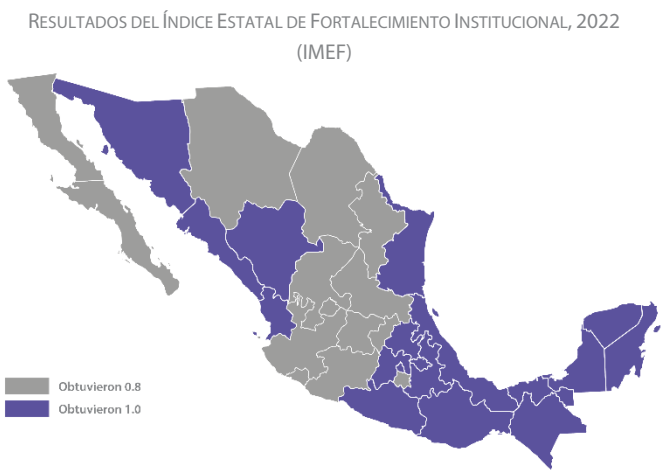 Resultados del Índice Estatal de Fortalecimiento Institucional, 2022
(IMEF)
Obtuvieron 0.8
Obtuvieron 1.0